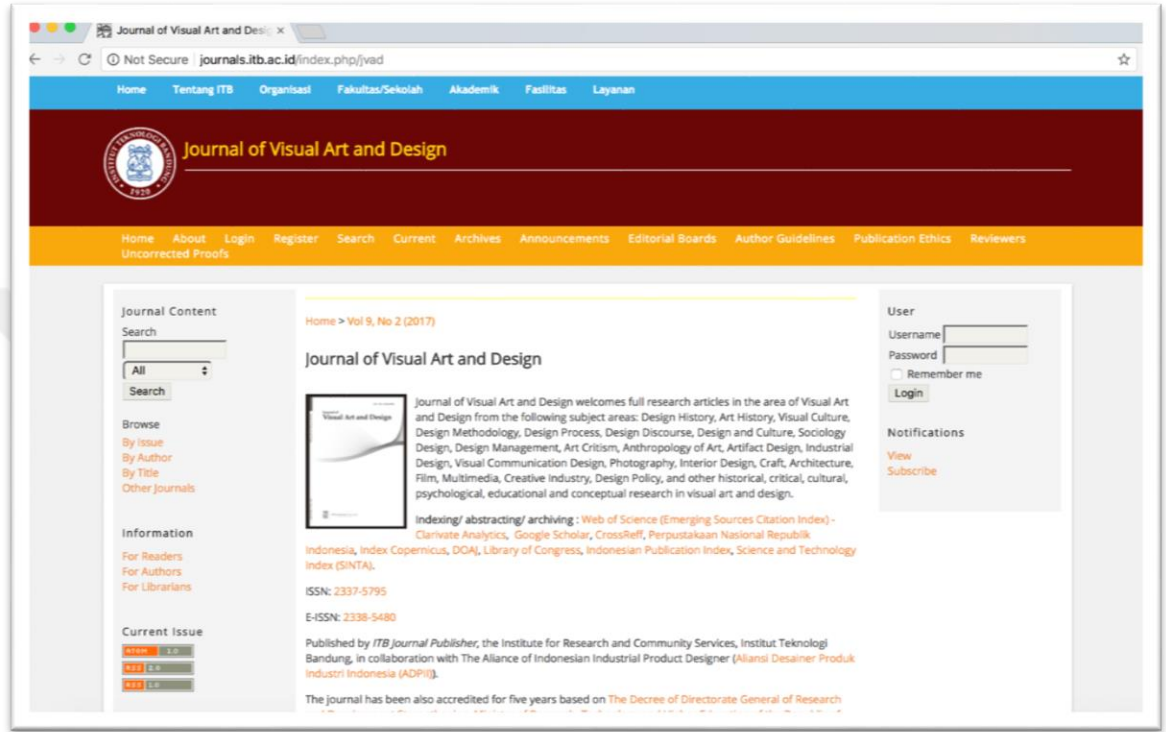 Journal of Visual Art and Desig
Not Secure journals.itb.ac.id/index.php/jvad
Home Tentang ITB Organisasi Fakultas/Sekolah Akademik Fasilitas Layanan
INSTITUT TEKNOLOGI BANDUNG
1920
Journal of Visual Art and Design
Home About Login Register Search Current Archives Announcements Editorial Boards Author Guidelines Publication Ethics Reviewers
Uncorrected Proofs
Journal Content
Search
All
Search
Browse
By Issue
By Author
By Title
Other Journals
Information
For Readers
For Authors
For Librarians
Current Issue
ATOM 1.0
RSS 2.0
RSS 1.0
Home > Vol 9, No 2 (2017)
Journal of Visual Art and Design
Visual Art and Design
Journal of Visual Art and Design welcomes full research articles in the area of Visual Art
and Design from the following subject areas: Design History, Art History, Visual Culture,
Design Methodology, Design Process, Design Discourse, Design and Culture, Sociology
Design, Design Management, Art Critism, Anthropology of Art, Artifact Design, Industrial
Design, Visual Communication Design, Photography, Interior Design, Craft, Architecture,
Film, Multimedia, Creative Industry, Design Policy, and other historical, critical, cultural,
psychological, educational and conceptual research in visual art and design.
Indexing/ abstracting/ archiving : Web of Science (Emerging Sources Citation Index) -
Clarivate Analytics, Google Scholar, CrossReff, Perpustakaan Nasional Republik
Indonesia, Index Copernicus, DOAJ, Library of Congress, Indonesian Publication Index, Science and Technology
Index (SINTA).
ISSN: 2337-5795
E-ISSN: 2338-5480
Published by ITB Journal Publisher, the Institute for Research and Community Services, Institut Teknologi
Bandung, in collaboration with The Aliance of Indonesian Industrial Product Designer (Aliansi Desainer Produk
Industri Indonesia (ADPII)).
The journal has been also accredited for five years based on The Decree of Directorate General of Research
User
Username
Password
Remember me
Login
Notifications
View
Subscribe